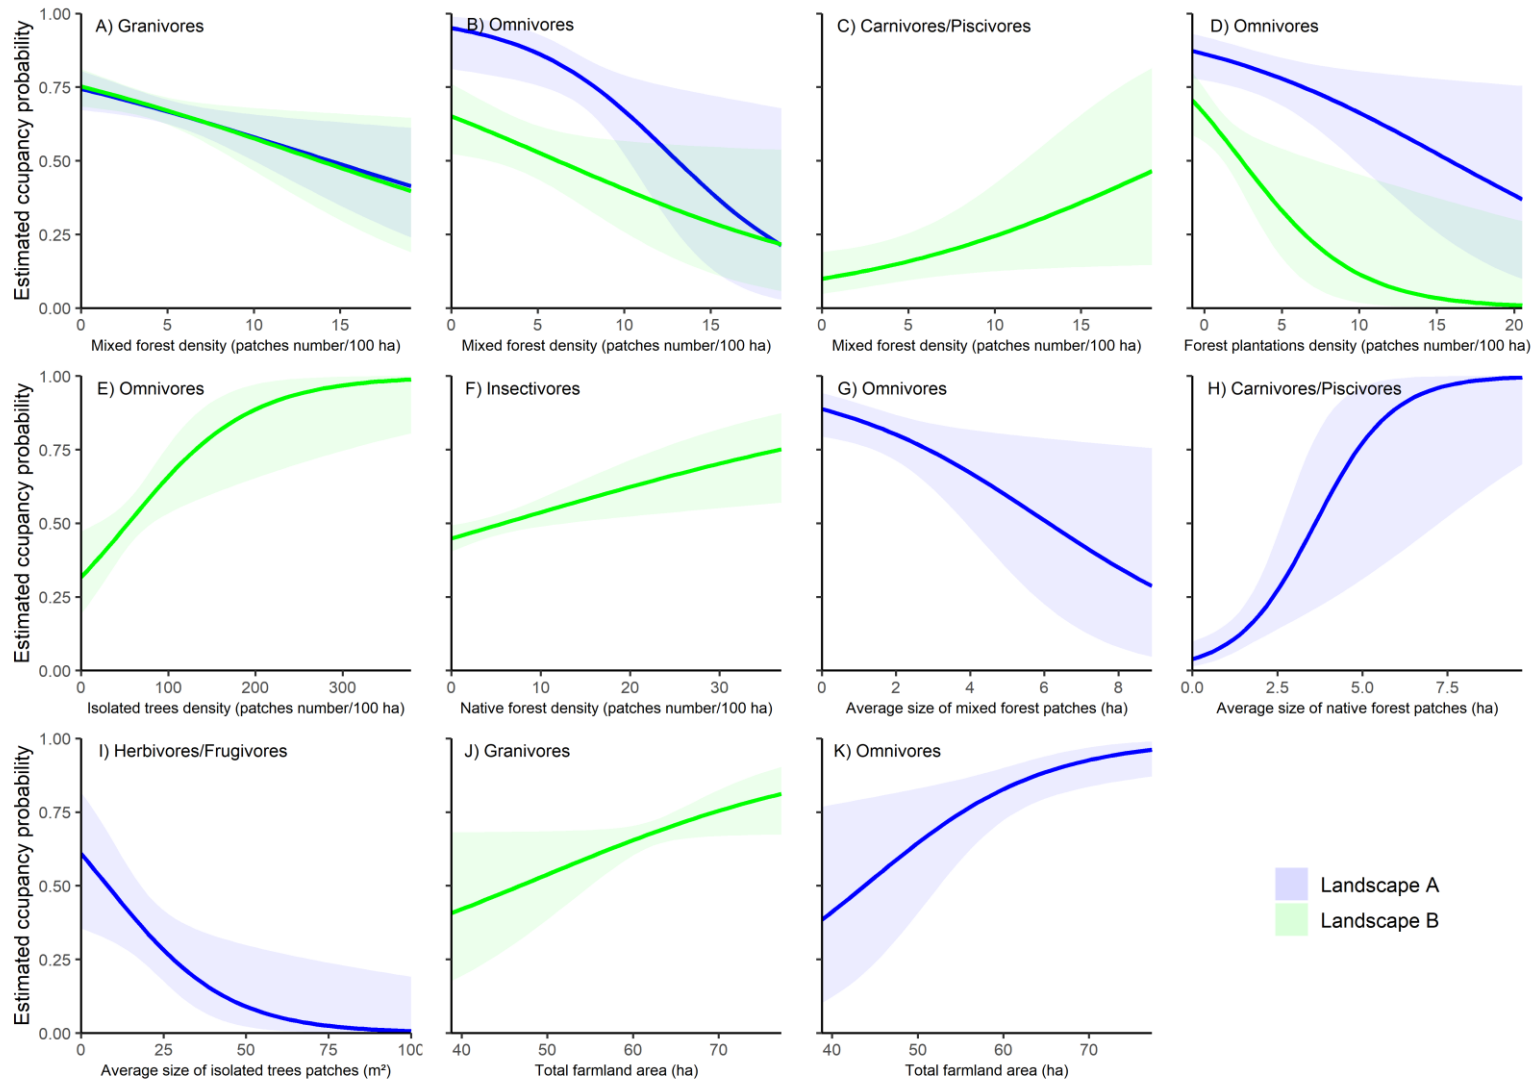 A) Granivores
B) Omnivores
C) Carnivores/Piscivores
D) Omnivores
Estimated ccupancy probability
1.00
0.75
0.50
0.25
0.00
0 5 10 15
0 5 10 15
0 5 10 15
0 5 10 15 20
Mixed forest density (patches number/100 ha)
Mixed forest density (patches number/100 ha)
Mixed forest density (patches number/100 ha)
Forest plantations density (patches number/100 ha)
E) Omnivores
F) Insectivores
G) Omnivores
H) Carnivores/Piscivores
Estimated ccupancy probability
1.00
0.75
0.50
0.25
0.00
0 100 200 300
0 10 20 30
0 2 4 6 8
0.0 2.5 5.0 7.5
Isolated trees density (patches number/100 ha)
Native forest density (patches number/100 ha)
Average size of mixed forest patches (ha)
Average size of native forest patches (ha)
I) Herbivores/Frugivores
J) Granivores
K) Omnivores
Estimated ccupancy probability
1.00
0.75
0.50
0.25
0.00
0 25 50 75 100
40 50 60 70
40 50 60 70
Average size of isolated trees patches (m²)
Total farmland area (ha)
Total farmland area (ha)
Landscape A
Landscape B